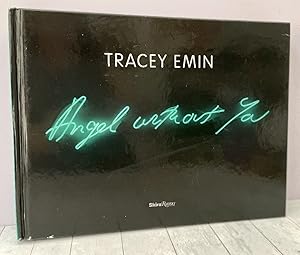 TRACEY EMIN
Angel without You
Skira Rizzoli